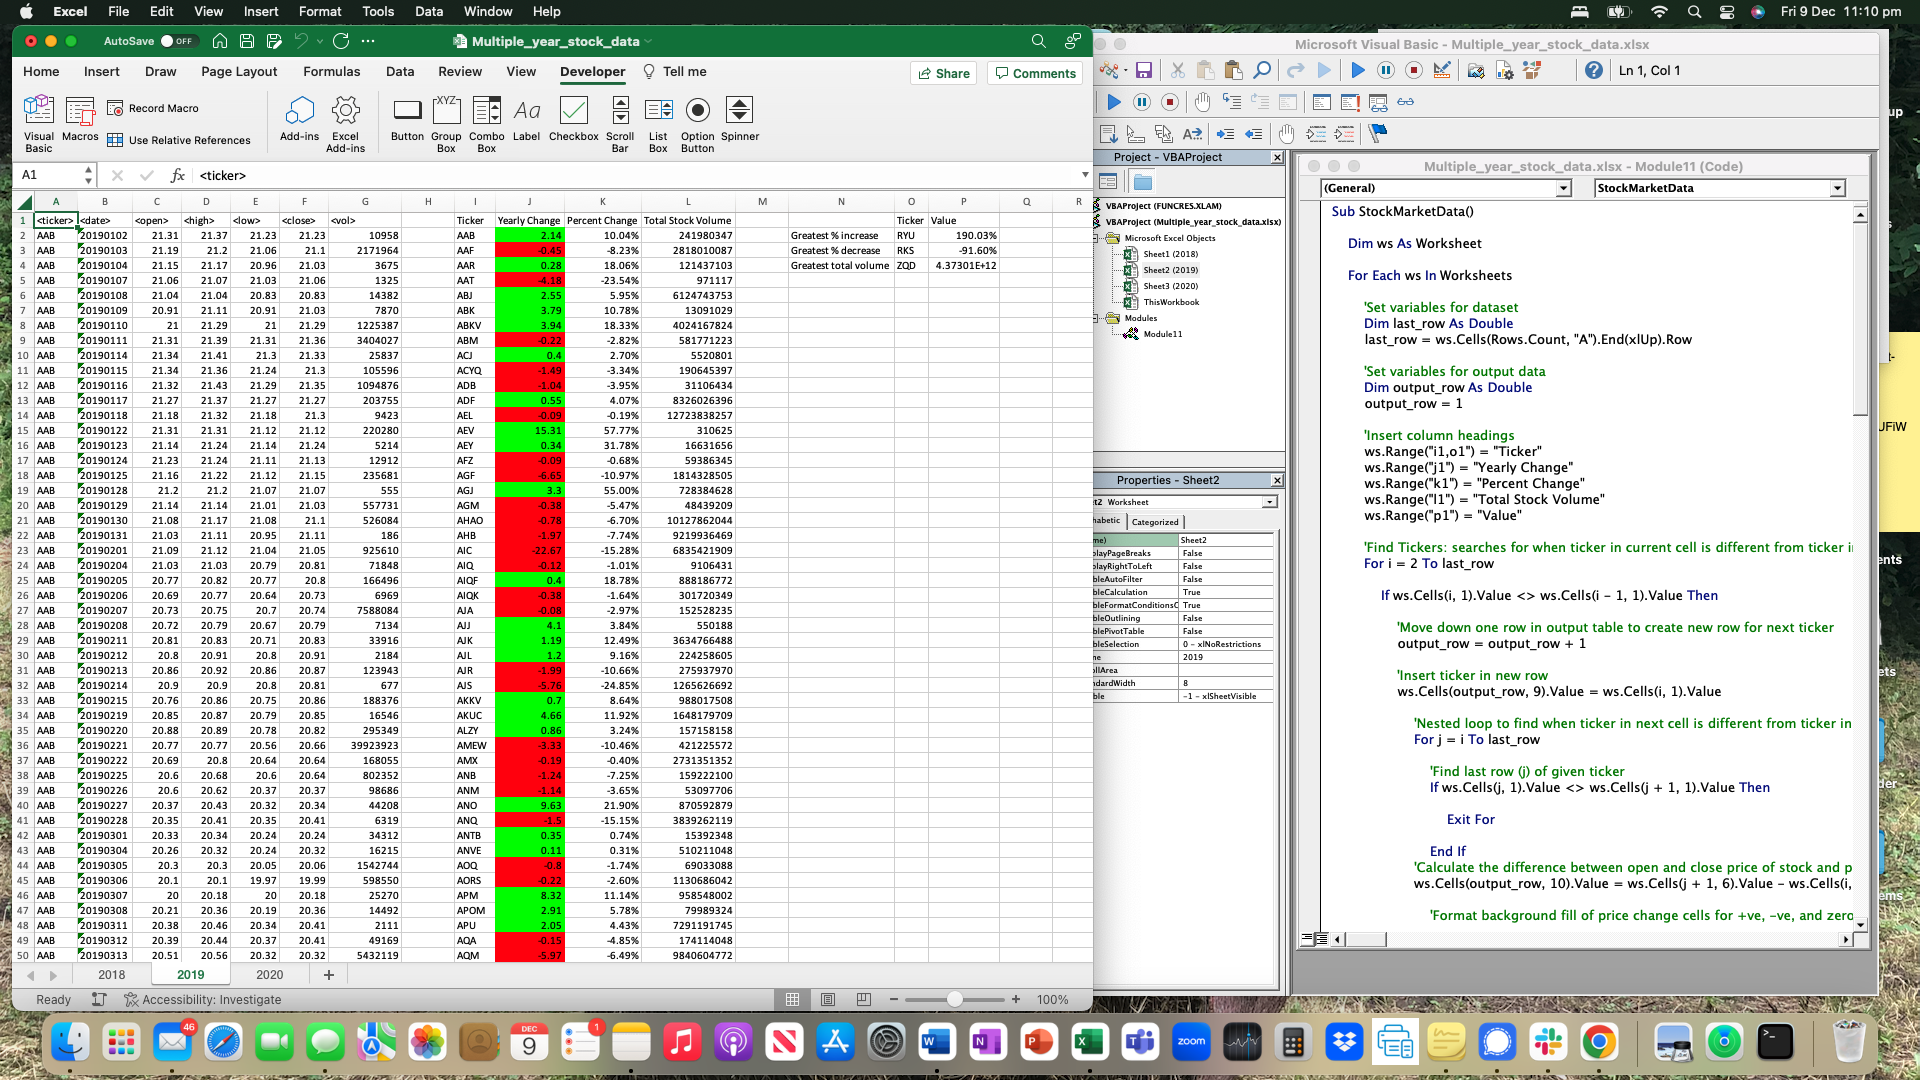 Excel File Edit View Insert Format Tools Data Window Help Fri 9 Dec 11:10 pm
AutoSave OFF Multiple_year_stock_data
Home Insert Draw Page Layout Formulas Data Review View Developer Tell me Share Comments
Visual Basic Macros Record Macro Use Relative References Add-ins Excel Add-ins Button Group Box Combo Box Label Checkbox Scroll Bar List Box Option Button Spinner
A1 fx <ticker>
A B C D E F G H I J K L M N O P Q R
1 <ticker> <date> <open> <high> <low> <close> <vol> Ticker Yearly Change Percent Change Total Stock Volume Ticker Value
2 AAB 20190102 21.31 21.37 21.23 21.23 10958 AAB 2.14 10.04% 241980347 Greatest % increase RYU 190.03%
3 AAB 20190103 21.19 21.2 21.06 21.1 2171964 AAF -0.45 -8.23% 2818010087 Greatest % decrease RKS -91.60%
4 AAB 20190104 21.15 21.17 20.96 21.03 3675 AAR 0.28 18.06% 121437103 Greatest total volume ZQD 4.37301E+12
5 AAB 20190107 21.06 21.07 21.03 21.06 1325 AAT -4.18 -23.54% 971117
6 AAB 20190108 21.04 21.04 20.83 20.83 14382 ABJ 2.55 5.95% 6124743753
7 AAB 20190109 20.91 21.11 20.91 21.03 7870 ABK 3.79 10.78% 13091029
8 AAB 20190110 21 21.29 21 21.29 1225387 ABKV 3.94 18.33% 4024167824
9 AAB 20190111 21.31 21.39 21.31 21.36 3404027 ABM -0.22 -2.82% 581771223
10 AAB 20190114 21.34 21.41 21.3 21.33 25837 ACJ 0.4 2.70% 5520801
11 AAB 20190115 21.34 21.36 21.24 21.3 105596 ACYQ -1.49 -3.34% 190645397
12 AAB 20190116 21.32 21.43 21.29 21.35 1094876 ADB -1.04 -3.95% 31106434
13 AAB 20190117 21.27 21.37 21.27 21.27 203755 ADF 0.55 4.07% 8326026396
14 AAB 20190118 21.18 21.32 21.18 21.3 9423 AEL -0.09 -0.19% 12723838257
15 AAB 20190122 21.31 21.31 21.12 21.12 220280 AEV 15.31 57.77% 310625
16 AAB 20190123 21.14 21.24 21.14 21.24 5214 AEY 0.34 31.78% 16631656
17 AAB 20190124 21.23 21.24 21.11 21.13 12912 AFZ -0.09 -0.68% 59386345
18 AAB 20190125 21.16 21.22 21.12 21.15 235681 AGF -6.65 -10.97% 1814328505
19 AAB 20190128 21.2 21.2 21.07 21.07 555 AGJ 3.3 55.00% 728384628
20 AAB 20190129 21.14 21.14 21.01 21.03 557731 AGM -0.38 -5.47% 48439209
21 AAB 20190130 21.08 21.17 21.08 21.1 526084 AHAO -0.78 -6.70% 10127862044
22 AAB 20190131 21.03 21.11 20.95 21.11 186 AHB -1.97 -7.74% 9219936469
23 AAB 20190201 21.09 21.12 21.04 21.05 925610 AIC -22.67 -15.28% 6835421909
24 AAB 20190204 21.03 21.03 20.79 20.81 71848 AIQ -0.12 -1.01% 9106431
25 AAB 20190205 20.77 20.82 20.77 20.8 166496 AIQF 0.4 18.78% 888186772
26 AAB 20190206 20.69 20.77 20.64 20.73 6969 AIQK -0.38 -1.64% 301720349
27 AAB 20190207 20.73 20.75 20.7 20.74 7588084 AJA -0.08 -2.97% 152528235
28 AAB 20190208 20.72 20.79 20.67 20.79 7134 AJJ 4.1 3.84% 550188
29 AAB 20190211 20.81 20.83 20.71 20.83 33916 AJK 1.19 12.49% 3634766488
30 AAB 20190212 20.8 20.91 20.8 20.91 2184 AJL 1.2 9.16% 224258605
31 AAB 20190213 20.86 20.92 20.86 20.87 123943 AJR -1.99 -10.66% 275937970
32 AAB 20190214 20.9 20.9 20.8 20.81 677 AJS -5.76 -24.85% 1265626692
33 AAB 20190215 20.76 20.86 20.75 20.86 188376 AKKV 0.7 8.64% 988017508
34 AAB 20190219 20.85 20.87 20.79 20.85 16546 AKUC 4.66 11.92% 1648179709
35 AAB 20190220 20.88 20.89 20.78 20.82 295349 ALZY 0.86 3.24% 157158158
36 AAB 20190221 20.77 20.77 20.56 20.66 39923923 AMEW -3.33 -10.46% 421225572
37 AAB 20190222 20.69 20.8 20.64 20.64 168055 AMX -0.19 -0.40% 2731351352
38 AAB 20190225 20.6 20.68 20.6 20.64 802352 ANB -1.24 -7.25% 159222100
39 AAB 20190226 20.6 20.62 20.37 20.37 98686 ANM -1.14 -3.65% 53097706
40 AAB 20190227 20.37 20.43 20.32 20.34 44208 ANO 9.63 21.90% 870592879
41 AAB 20190228 20.35 20.41 20.35 20.41 6319 ANQ -1.5 -15.15% 3839262119
42 AAB 20190301 20.33 20.34 20.24 20.24 34312 ANTB 0.35 0.74% 15392348
43 AAB 20190304 20.26 20.32 20.24 20.32 16215 ANVE 0.11 0.31% 510211048
44 AAB 20190305 20.3 20.3 20.05 20.06 1542744 AOQ -0.8 -1.74% 69033088
45 AAB 20190306 20.1 20.1 19.97 19.99 598550 AORS -0.22 -2.60% 1130686042
46 AAB 20190307 20 20.18 20 20.18 25270 APM 8.32 11.14% 958548002
47 AAB 20190308 20.21 20.36 20.19 20.36 14492 APOM 2.91 5.78% 79989324
48 AAB 20190311 20.38 20.46 20.34 20.41 2111 APU 2.05 4.43% 7291191745
49 AAB 20190312 20.39 20.44 20.37 20.41 49169 AQA -0.15 -4.85% 174114048
50 AAB 20190313 20.51 20.56 20.32 20.32 5432119 AQM -5.97 -6.49% 9840604772
2018 2019 2020 +
Ready Accessibility: Investigate 100%
Microsoft Visual Basic - Multiple_year_stock_data.xlsx
Ln 1, Col 1
Project - VBAProject
VBAProject (FUNCRES.XLAM)
VBAProject (Multiple_year_stock_data.xlsx)
Microsoft Excel Objects
Sheet1 (2018)
Sheet2 (2019)
Sheet3 (2020)
ThisWorkbook
Modules
Module11
Properties - Sheet2
t2 Worksheet
habetic Categorized
me) Sheet2
playPageBreaks False
playRightToLeft False
bleAutoFilter False
bleCalculation True
bleFormatConditionsC True
bleOutlining False
blePivotTable False
bleSelection 0 - xlNoRestrictions
ne 2019
ollArea
ndardWidth 8
ble -1 - xlSheetVisible
Multiple_year_stock_data.xlsx - Module11 (Code)
(General) StockMarketData
Sub StockMarketData()
Dim ws As Worksheet
For Each ws In Worksheets
'Set variables for dataset
Dim last_row As Double
last_row = ws.Cells(Rows.Count, "A").End(xlUp).Row
'Set variables for output data
Dim output_row As Double
output_row = 1
'Insert column headings
ws.Range("i1,o1") = "Ticker"
ws.Range("j1") = "Yearly Change"
ws.Range("k1") = "Percent Change"
ws.Range("l1") = "Total Stock Volume"
ws.Range("p1") = "Value"
'Find Tickers: searches for when ticker in current cell is different from ticker i
For i = 2 To last_row
If ws.Cells(i, 1).Value <> ws.Cells(i - 1, 1).Value Then
'Move down one row in output table to create new row for next ticker
output_row = output_row + 1
'Insert ticker in new row
ws.Cells(output_row, 9).Value = ws.Cells(i, 1).Value
'Nested loop to find when ticker in next cell is different from ticker in
For j = i To last_row
'Find last row (j) of given ticker
If ws.Cells(j, 1).Value <> ws.Cells(j + 1, 1).Value Then
Exit For
End If
'Calculate the difference between open and close price of stock and p
ws.Cells(output_row, 10).Value = ws.Cells(j + 1, 6).Value - ws.Cells(i,
'Format background fill of price change cells for +ve, -ve, and zero
up
UFiW
ents
ets
der
ems
46
DEC
9
1
zoom